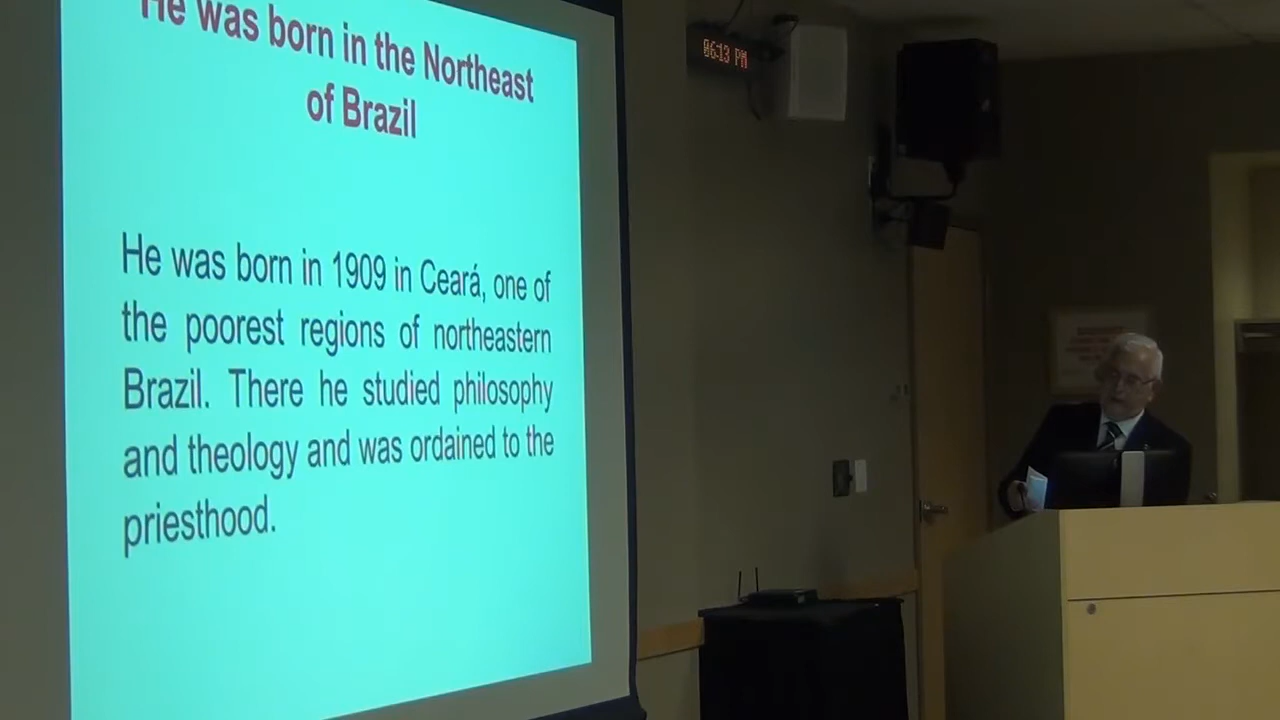 He was born in the Northeast
of Brazil
He was born in 1909 in Ceará, one of
the poorest regions of northeastern
Brazil. There he studied philosophy
and theology and was ordained to the
priesthood.
06:13 PM